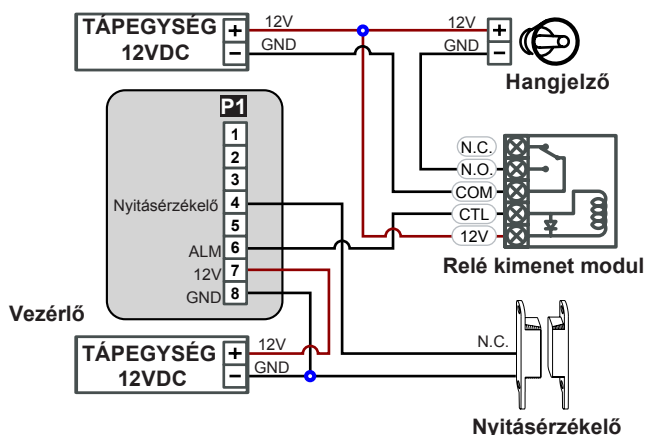 TÁPEGYSÉG
12VDC
+
−
12V
GND
12V
GND
+
−
Hangjelző
P1
1
2
3
Nyitásérzékelő 4
5
ALM 6
12V 7
GND 8
Vezérlő
N.C.
N.O.
COM
CTL
12V
Relé kimenet modul
TÁPEGYSÉG
12VDC
+
−
12V
GND
N.C.
Nyitásérzékelő